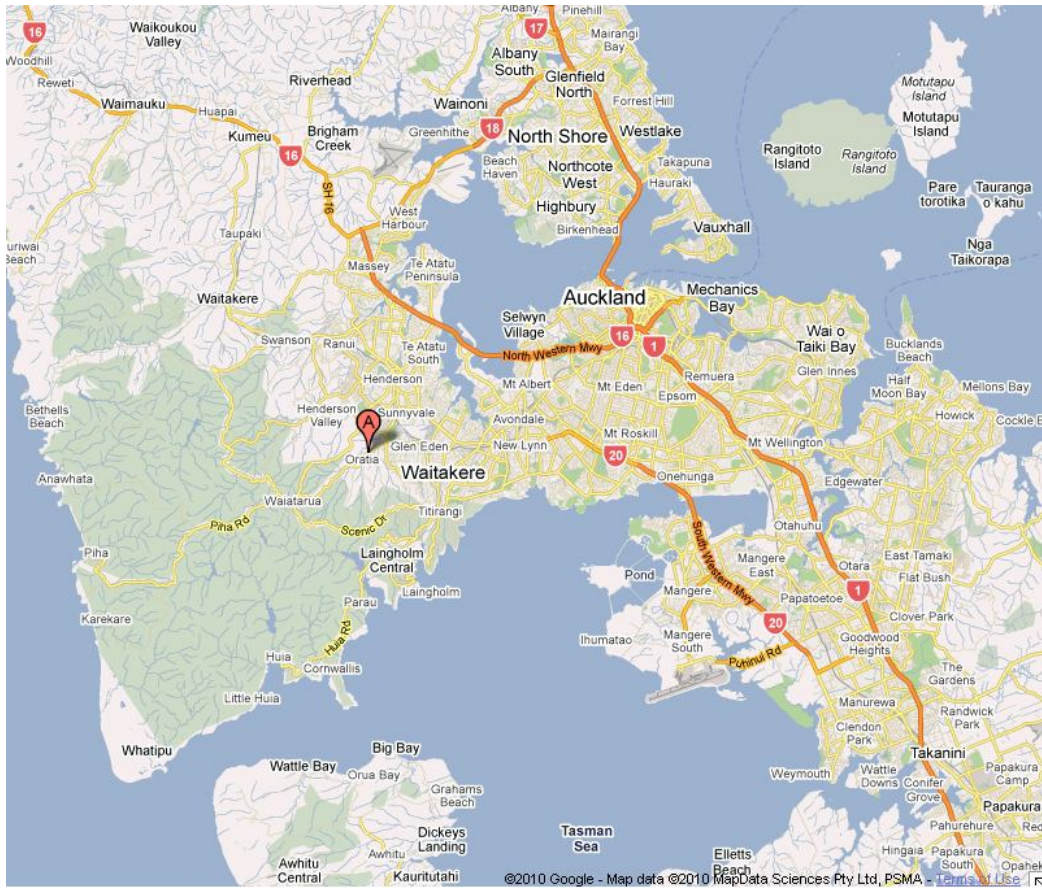 16
Waikoukou
Valley
Albany
Pinehill
17
Mairangi
Bay
Woodhill
Albany
South
Reweti
Riverhead
Glenfield
North
Motutapu
Island
Waimauku
Huapai
Wainoni
Forrest Hill
Motutapu
Island
Kumeu
Brigham
Creek
Greenhithe
18
North Shore
Westlake
16
Beach
Haven
Northcote
West
Takapuna
Rangitoto
Island
Rangitoto
Island
SH 16
Hauraki
Pare
torotika
Tauranga
o kahu
West
Harbour
Highbury
Taupaki
Birkenhead
Vauxhall
uriwai
Beach
Nga
Taikorapa
Massey
Te Atatu
Peninsula
Waitakere
Auckland
Mechanics
Bay
Selwyn
Village
16
Swanson
Ranui
Te Atatu
South
North Western Mwy
1
Wai o
Taiki Bay
Bucklands
Beach
Henderson
Mt Albert
Mt Eden
Remuera
Glen Innes
Epsom
Half
Moon Bay
Mellons Bay
Bethells
Beach
Henderson
Valley
Sunnyvale
Avondale
Howick
A
Cockle B
Oratia
Glen Eden
New Lynn
Mt Roskill
Mt Wellington
20
Waitakere
Anawhata
Onehunga
Edgewater
Waiatarua
Titirangi
Piha Rd
Scenic Dr
Otahuhu
Piha
Laingholm
Central
South Western Mwy
Mangere
East
East Tamaki
Otara
Pond
Flat Bush
Laingholm
Mangere
1
Parau
Papatoetoe
Karekare
Clover Park
20
Huia Rd
Ihumatao
Mangere
South
Goodwood
Heights
Huia
Puhinui Rd
Cornwallis
The
Gardens
Little Huia
Manurewa
Randwick
Park
Clendon
Park
Whatipu
Big Bay
Takanini
Wattle Bay
Orua Bay
Weymouth
Wattle
Downs
Conifer
Grove
Papakura
Camp
Grahams
Beach
Papakura
Dickeys
Landing
Tasman
Sea
Pahurehure
Red
Awhitu
Central
Awhitu
Kauritutahi
Elletts
Beach
Hingaia
Papakura
South
Opahek
©2010 Google - Map data ©2010 MapData Sciences Pty Ltd, PSMA - Terms of Use